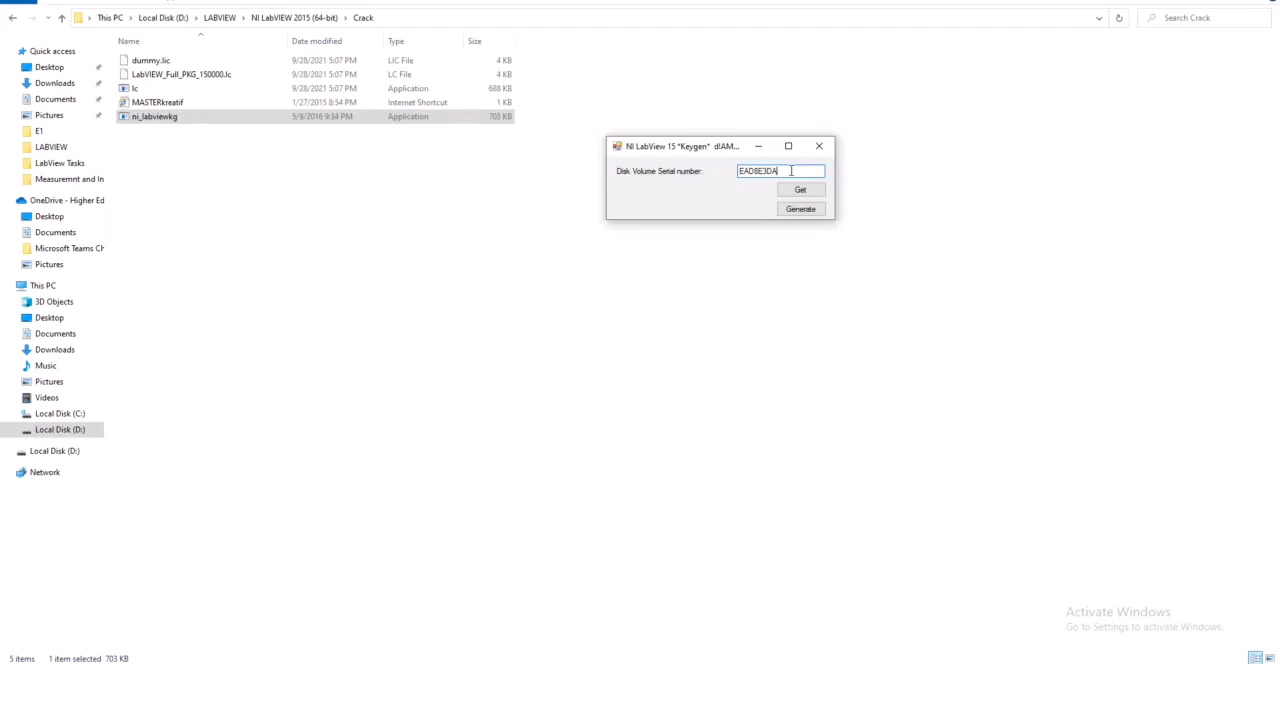 This PC > Local Disk (D:) > LABVIEW > NI LabVIEW 2015 (64-bit) > Crack
Search Crack
Name Date modified Type Size
dummy.lic 9/28/2021 5:07 PM LIC File 4 KB
LabVIEW_Full_PKG_150000.lc 9/28/2021 5:07 PM LC File 4 KB
lc 9/28/2021 5:07 PM Application 688 KB
MASTERkreatif 1/27/2015 8:54 PM Internet Shortcut 1 KB
ni_labviewkg 5/9/2016 9:34 PM Application 703 KB
Quick access
Desktop
Downloads
Documents
Pictures
E1
LABVIEW
LabView Tasks
Measuremnt and In
OneDrive - Higher Ed
Desktop
Documents
Microsoft Teams Ch
Pictures
This PC
3D Objects
Desktop
Documents
Downloads
Music
Pictures
Videos
Local Disk (C:)
Local Disk (D:)
Local Disk (D:)
Network
NI LabView 15 "Keygen" d!AM...
Disk Volume Serial number: EAD8E3DA
Get
Generate
Activate Windows
Go to Settings to activate Windows.
5 items 1 item selected 703 KB